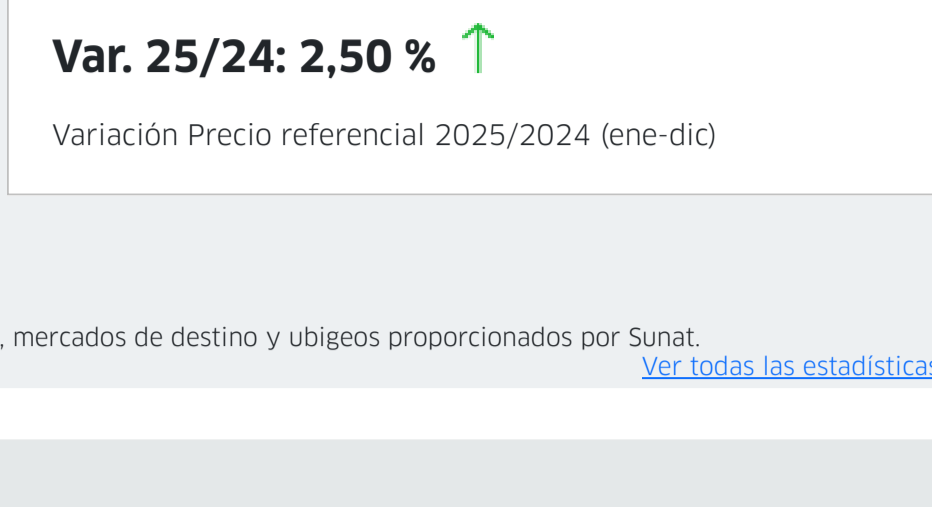 Var. 25/24: 2,50 %
Variación Precio referencial 2025/2024 (ene-dic)
, mercados de destino y ubigeos proporcionados por Sunat.
Ver todas las estadísticas